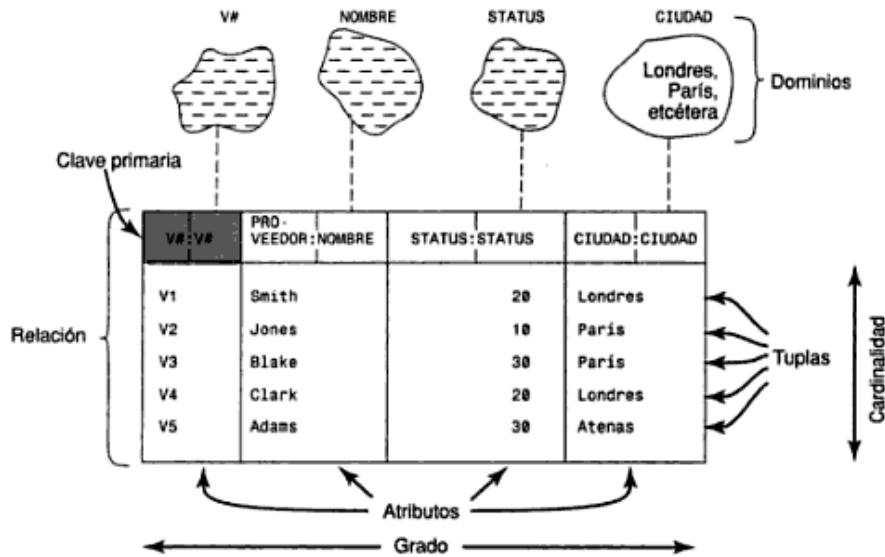 V# NOMBRE STATUS CIUDAD
Londres,
París,
etcétera
Dominios
Clave primaria
V#:V# PRO-
VEEDOR:NOMBRE STATUS:STATUS CIUDAD:CIUDAD
V1 Smith 20 Londres
V2 Jones 10 París
V3 Blake 30 París
V4 Clark 20 Londres
V5 Adams 30 Atenas
Relación
Tuplas
Cardinalidad
Atributos
Grado